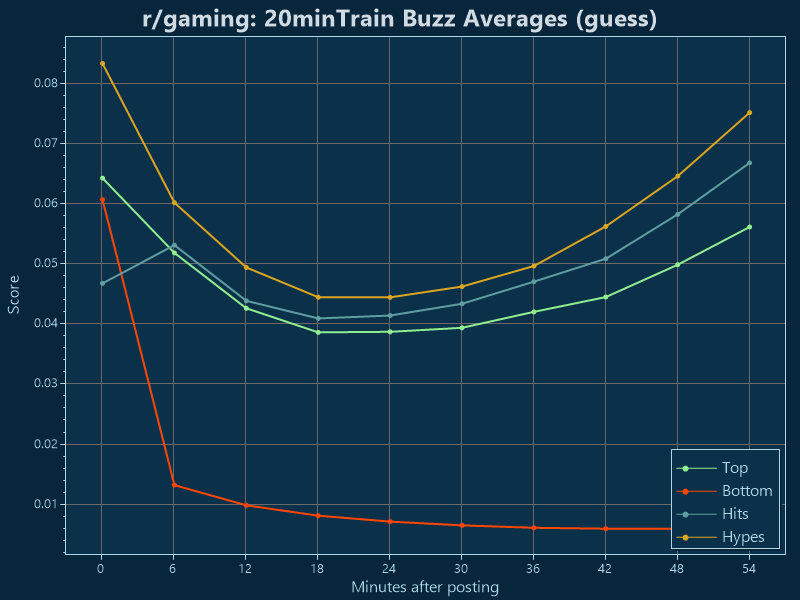 r/gaming: 20minTrain Buzz Averages (guess)
0.08
0.07
0.06
0.05
0.04
0.03
0.02
0.01
Score
0 6 12 18 24 30 36 42 48 54
Minutes after posting
Top
Bottom
Hits
Hypes